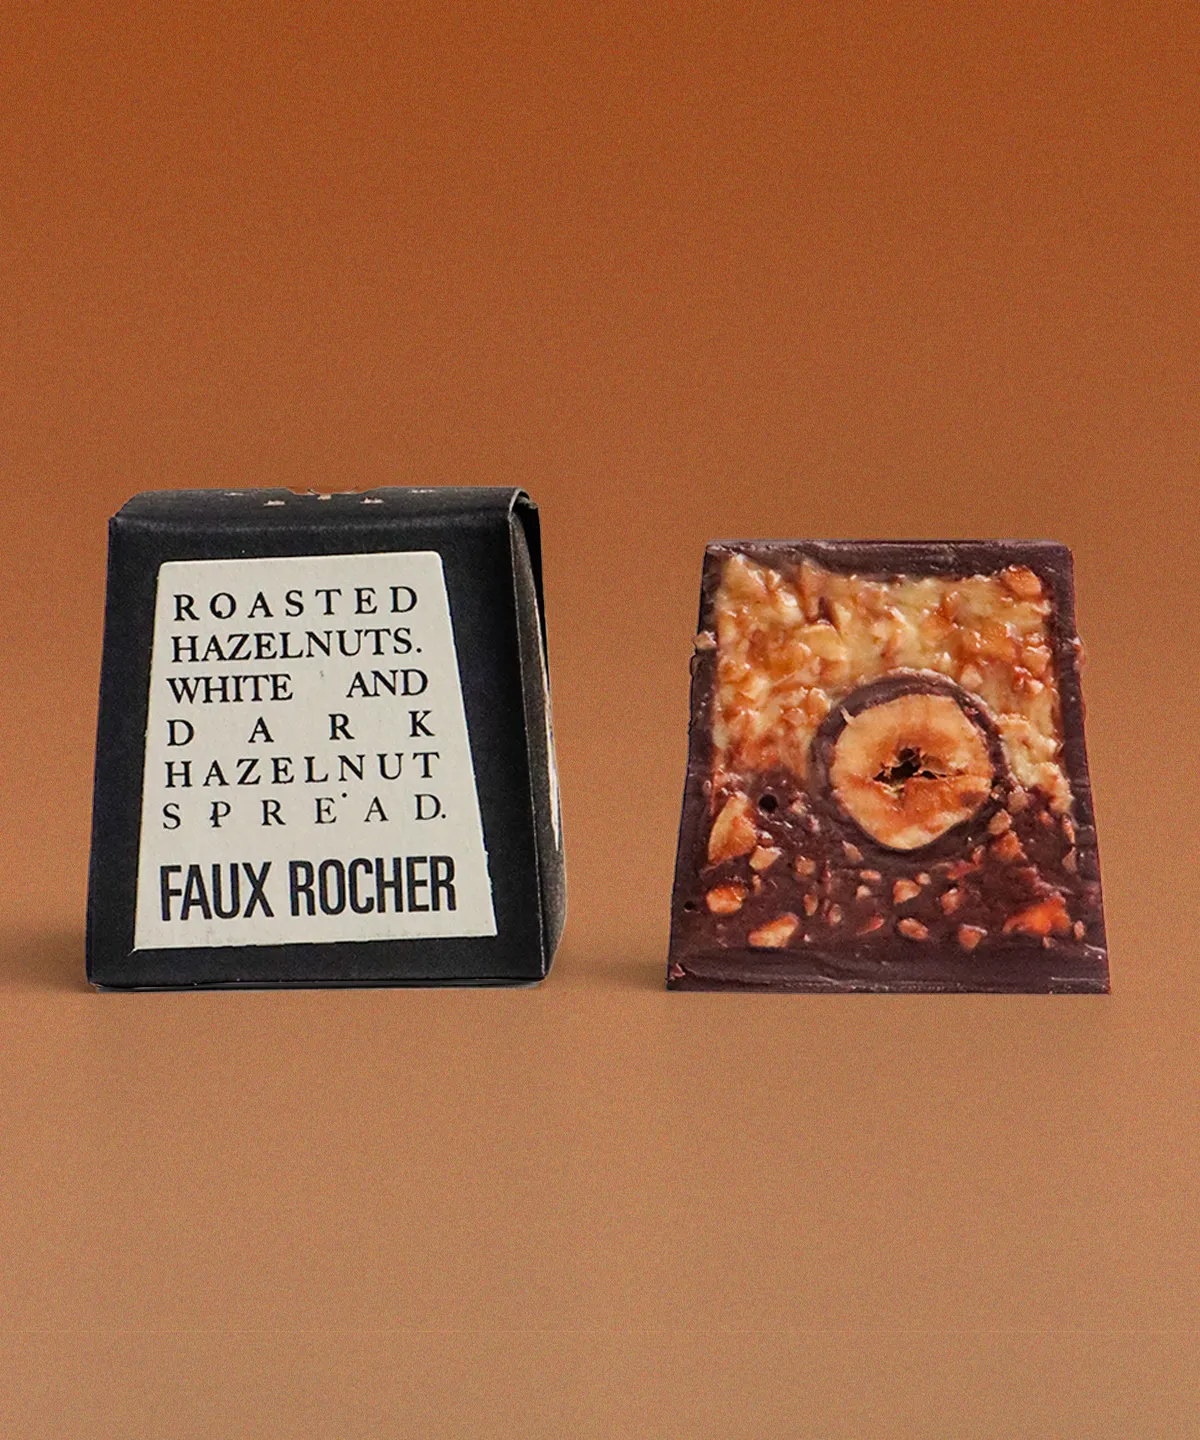 ROASTED
HAZELNUTS.
WHITE AND
DARK
HAZELNUT
SPREAD.
FAUX ROCHER